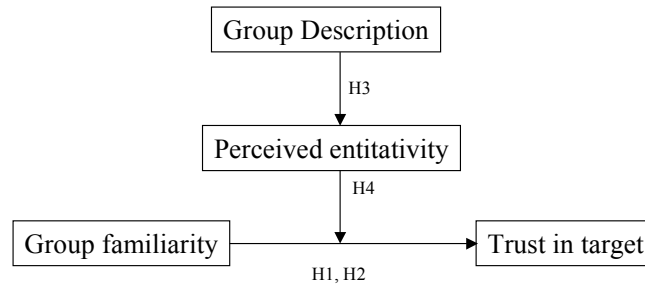 Group Description
H3
Perceived entitativity
H4
Group familiarity
Trust in target
H1, H2